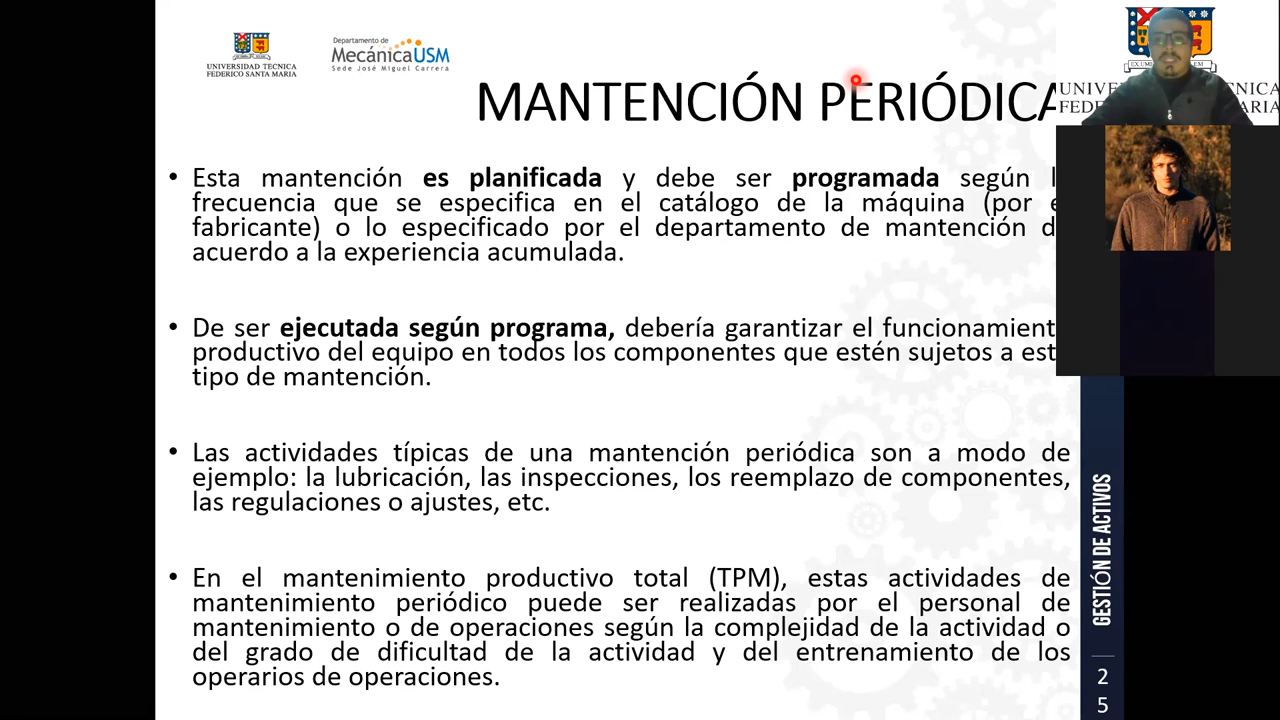 UNIVERSIDAD TECNICA
FEDERICO SANTA MARIA
Departamento de
MecánicaUSM
Sede José Miguel Carrera
MANTENCIÓN PERIÓDICA
• Esta mantención es planificada y debe ser programada según
frecuencia que se especifica en el catálogo de la máquina (por
fabricante) o lo especificado por el departamento de mantención
acuerdo a la experiencia acumulada.
• De ser ejecutada según programa, debería garantizar el funcionamient
productivo del equipo en todos los componentes que estén sujetos a est
tipo de mantención.
• Las actividades típicas de una mantención periódica son a modo de
ejemplo: la lubricación, las inspecciones, los reemplazo de componentes,
las regulaciones o ajustes, etc.
• En el mantenimiento productivo total (TPM), estas actividades de
mantenimiento periódico puede ser realizadas por el personal de
mantenimiento o de operaciones según la complejidad de la actividad o
del grado de dificultad de la actividad y del entrenamiento de los
operarios de operaciones.
GESTIÓN DE ACTIVOS
2
5